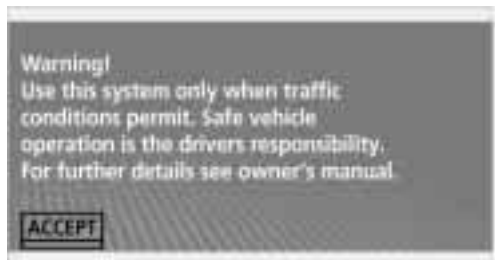 Warning!
Use this system only when traffic
conditions permit. Safe vehicle
operation is the drivers responsibility.
For further details see owner's manual.
ACCEPT